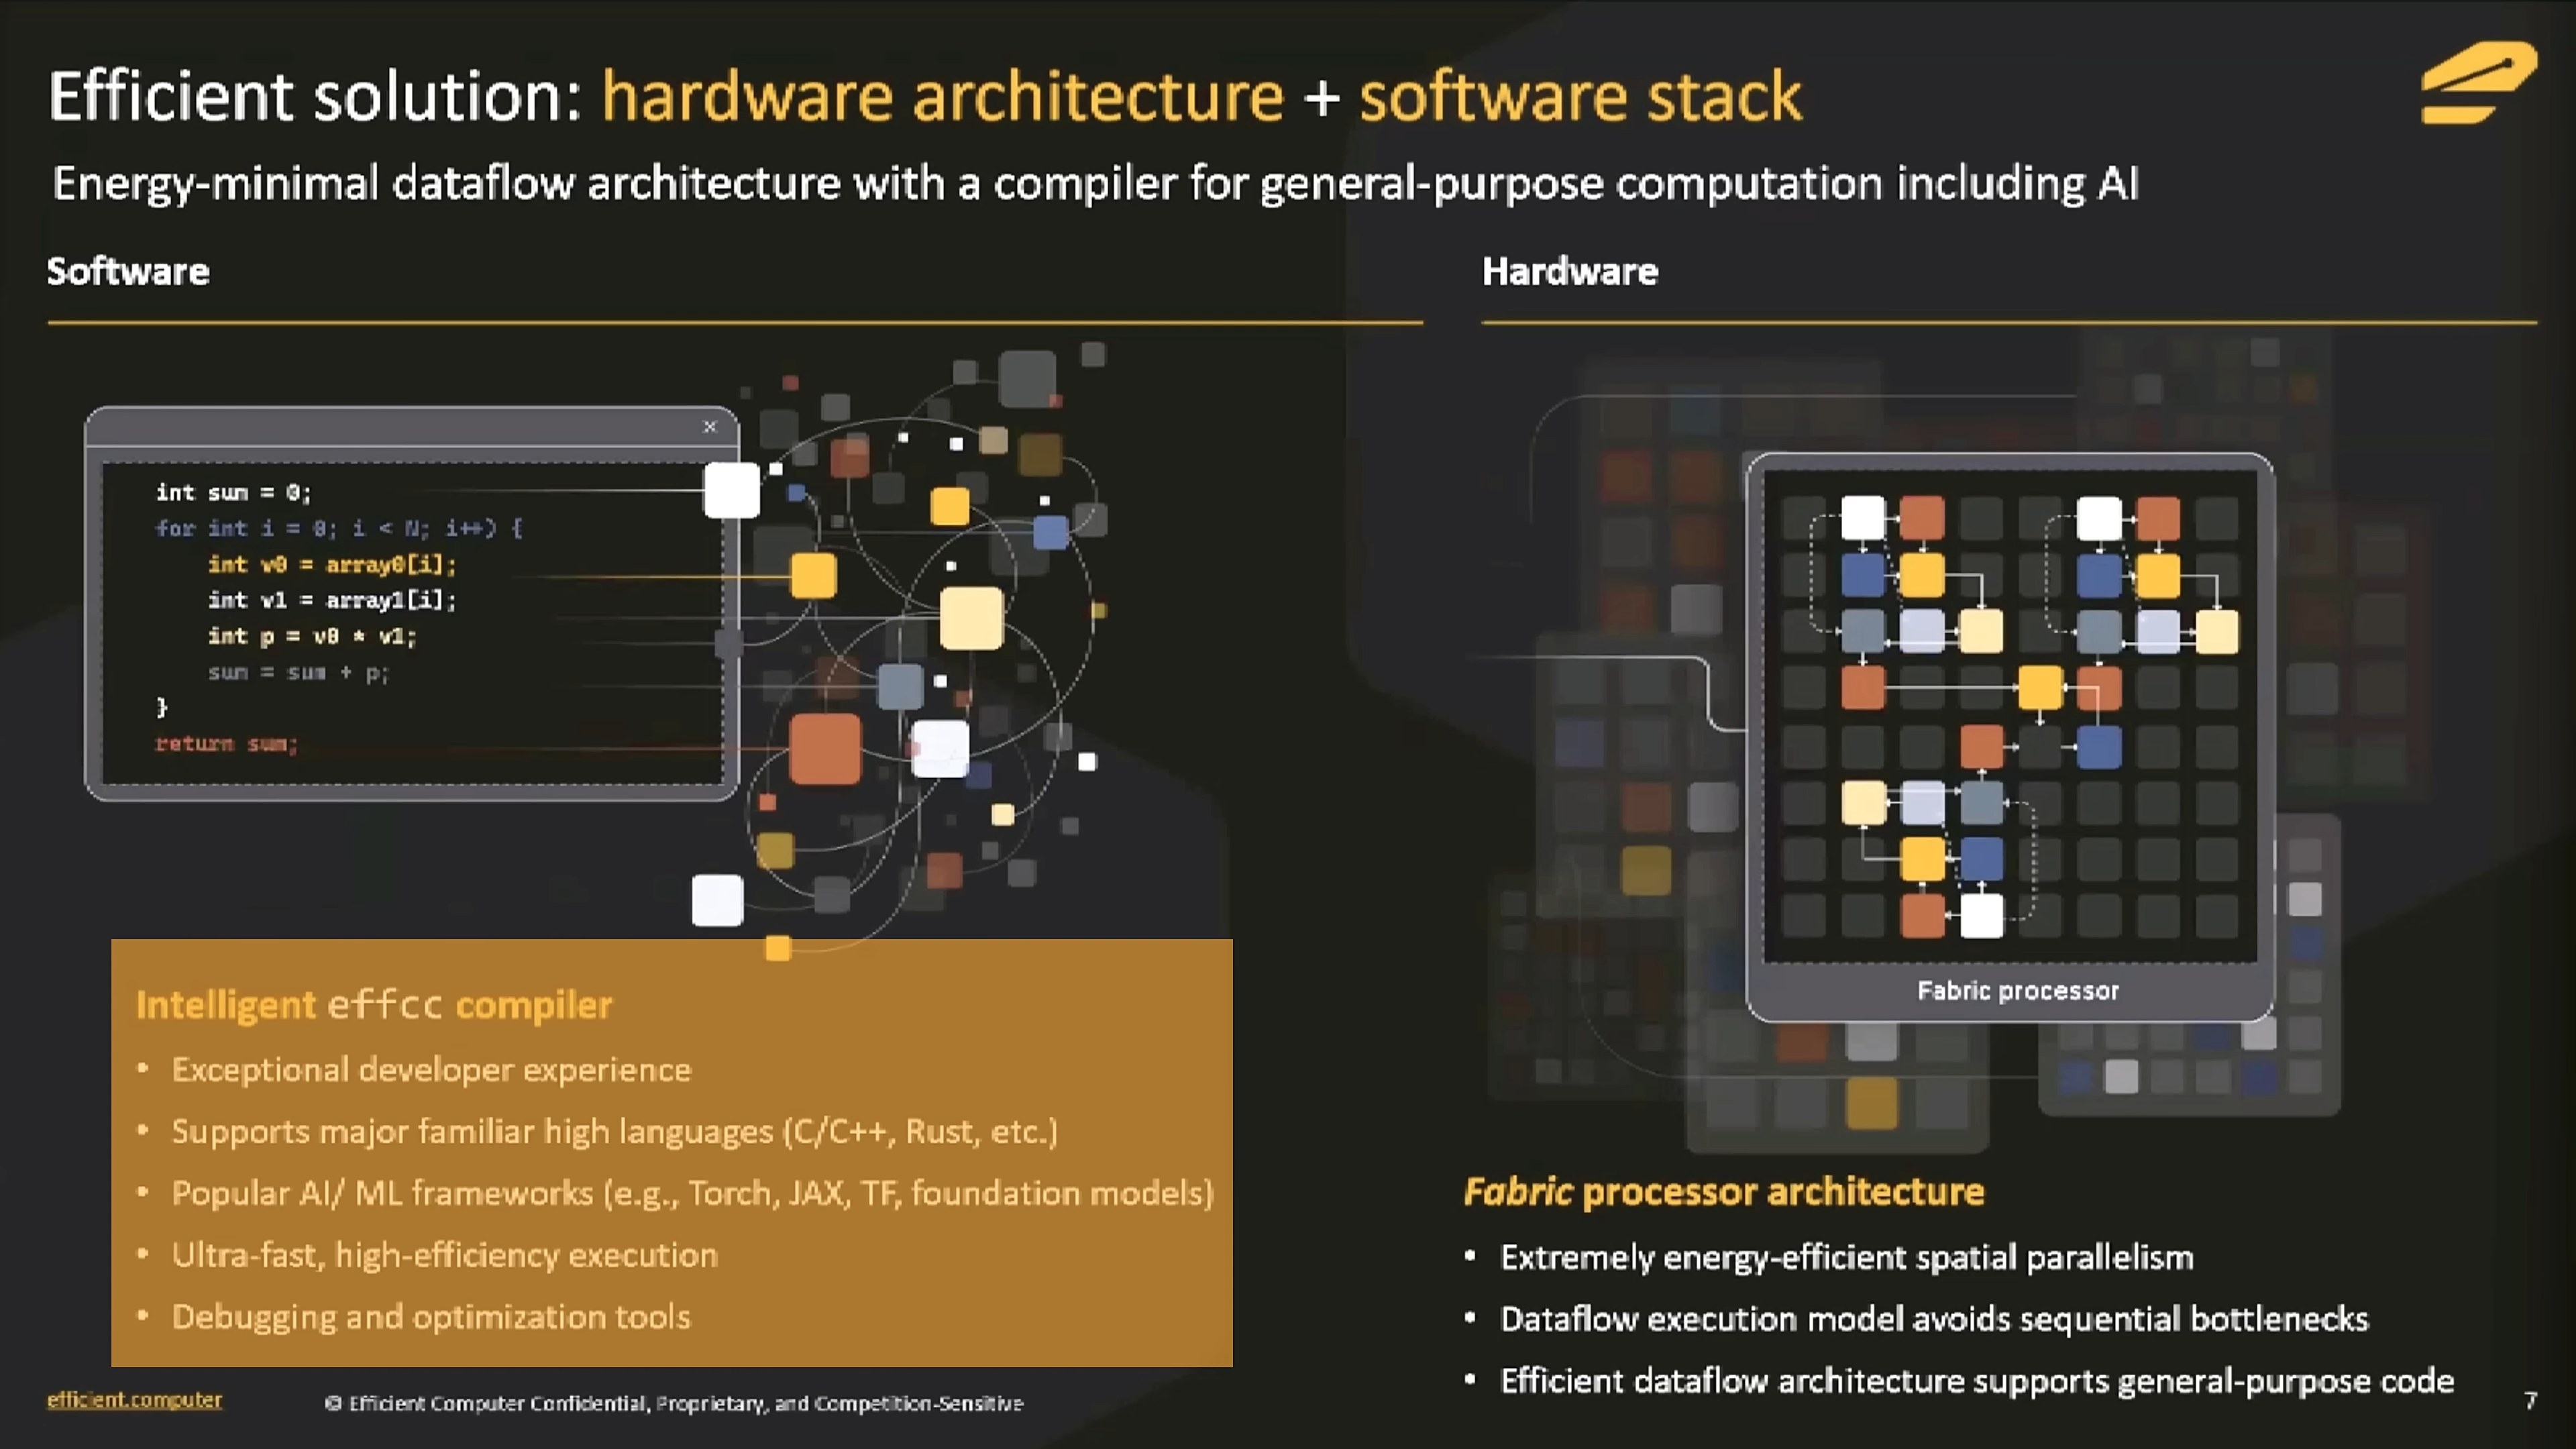 Efficient solution: hardware architecture + software stack
Energy-minimal dataflow architecture with a compiler for general-purpose computation including AI
Software
int sum = 0;
for int i = 0; i < N; i++) {
int v0 = array0[i];
int v1 = array1[i];
int p = v0 * v1;
sum = sum + p;
}
return sum;
Intelligent effcc compiler
• Exceptional developer experience
• Supports major familiar high languages (C/C++, Rust, etc.)
• Popular AI/ ML frameworks (e.g., Torch, JAX, TF, foundation models)
• Ultra-fast, high-efficiency execution
• Debugging and optimization tools
Hardware
Fabric processor
Fabric processor architecture
• Extremely energy-efficient spatial parallelism
• Dataflow execution model avoids sequential bottlenecks
• Efficient dataflow architecture supports general-purpose code
efficient.computer
© Efficient Computer Confidential, Proprietary, and Competition-Sensitive
7